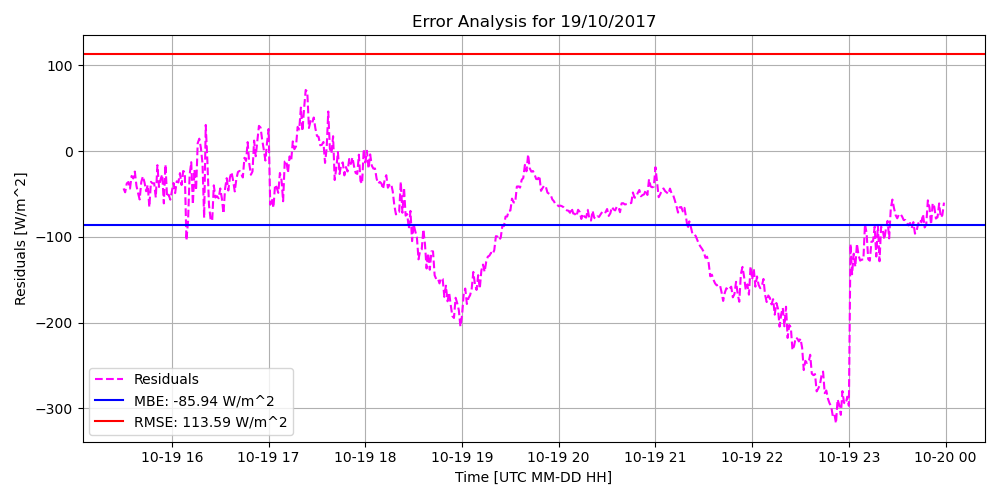 Error Analysis for 19/10/2017
Residuals [W/m^2]
100
0
−100
−200
−300
Residuals
MBE: -85.94 W/m^2
RMSE: 113.59 W/m^2
10-19 16
10-19 17
10-19 18
10-19 19
10-19 20
10-19 21
10-19 22
10-19 23
10-20 00
Time [UTC MM-DD HH]